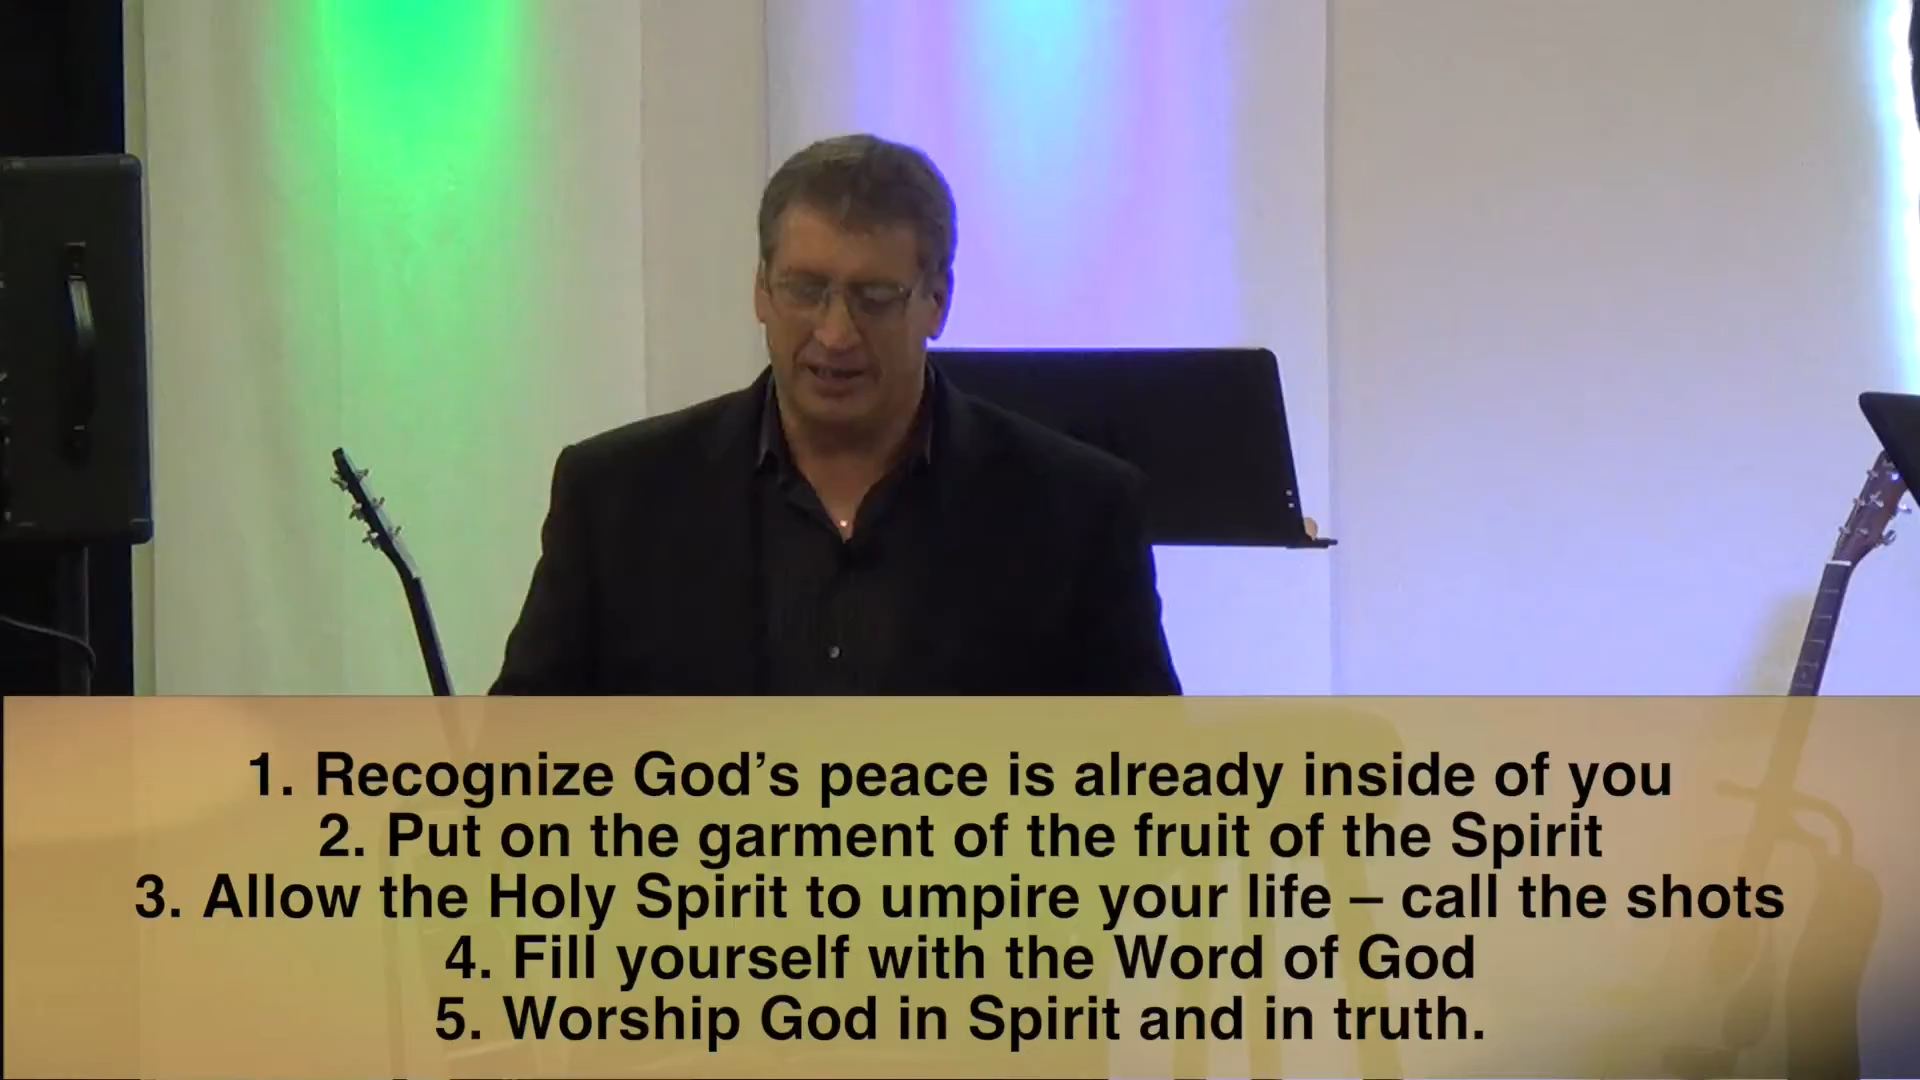 1. Recognize God’s peace is already inside of you
2. Put on the garment of the fruit of the Spirit
3. Allow the Holy Spirit to umpire your life – call the shots
4. Fill yourself with the Word of God
5. Worship God in Spirit and in truth.